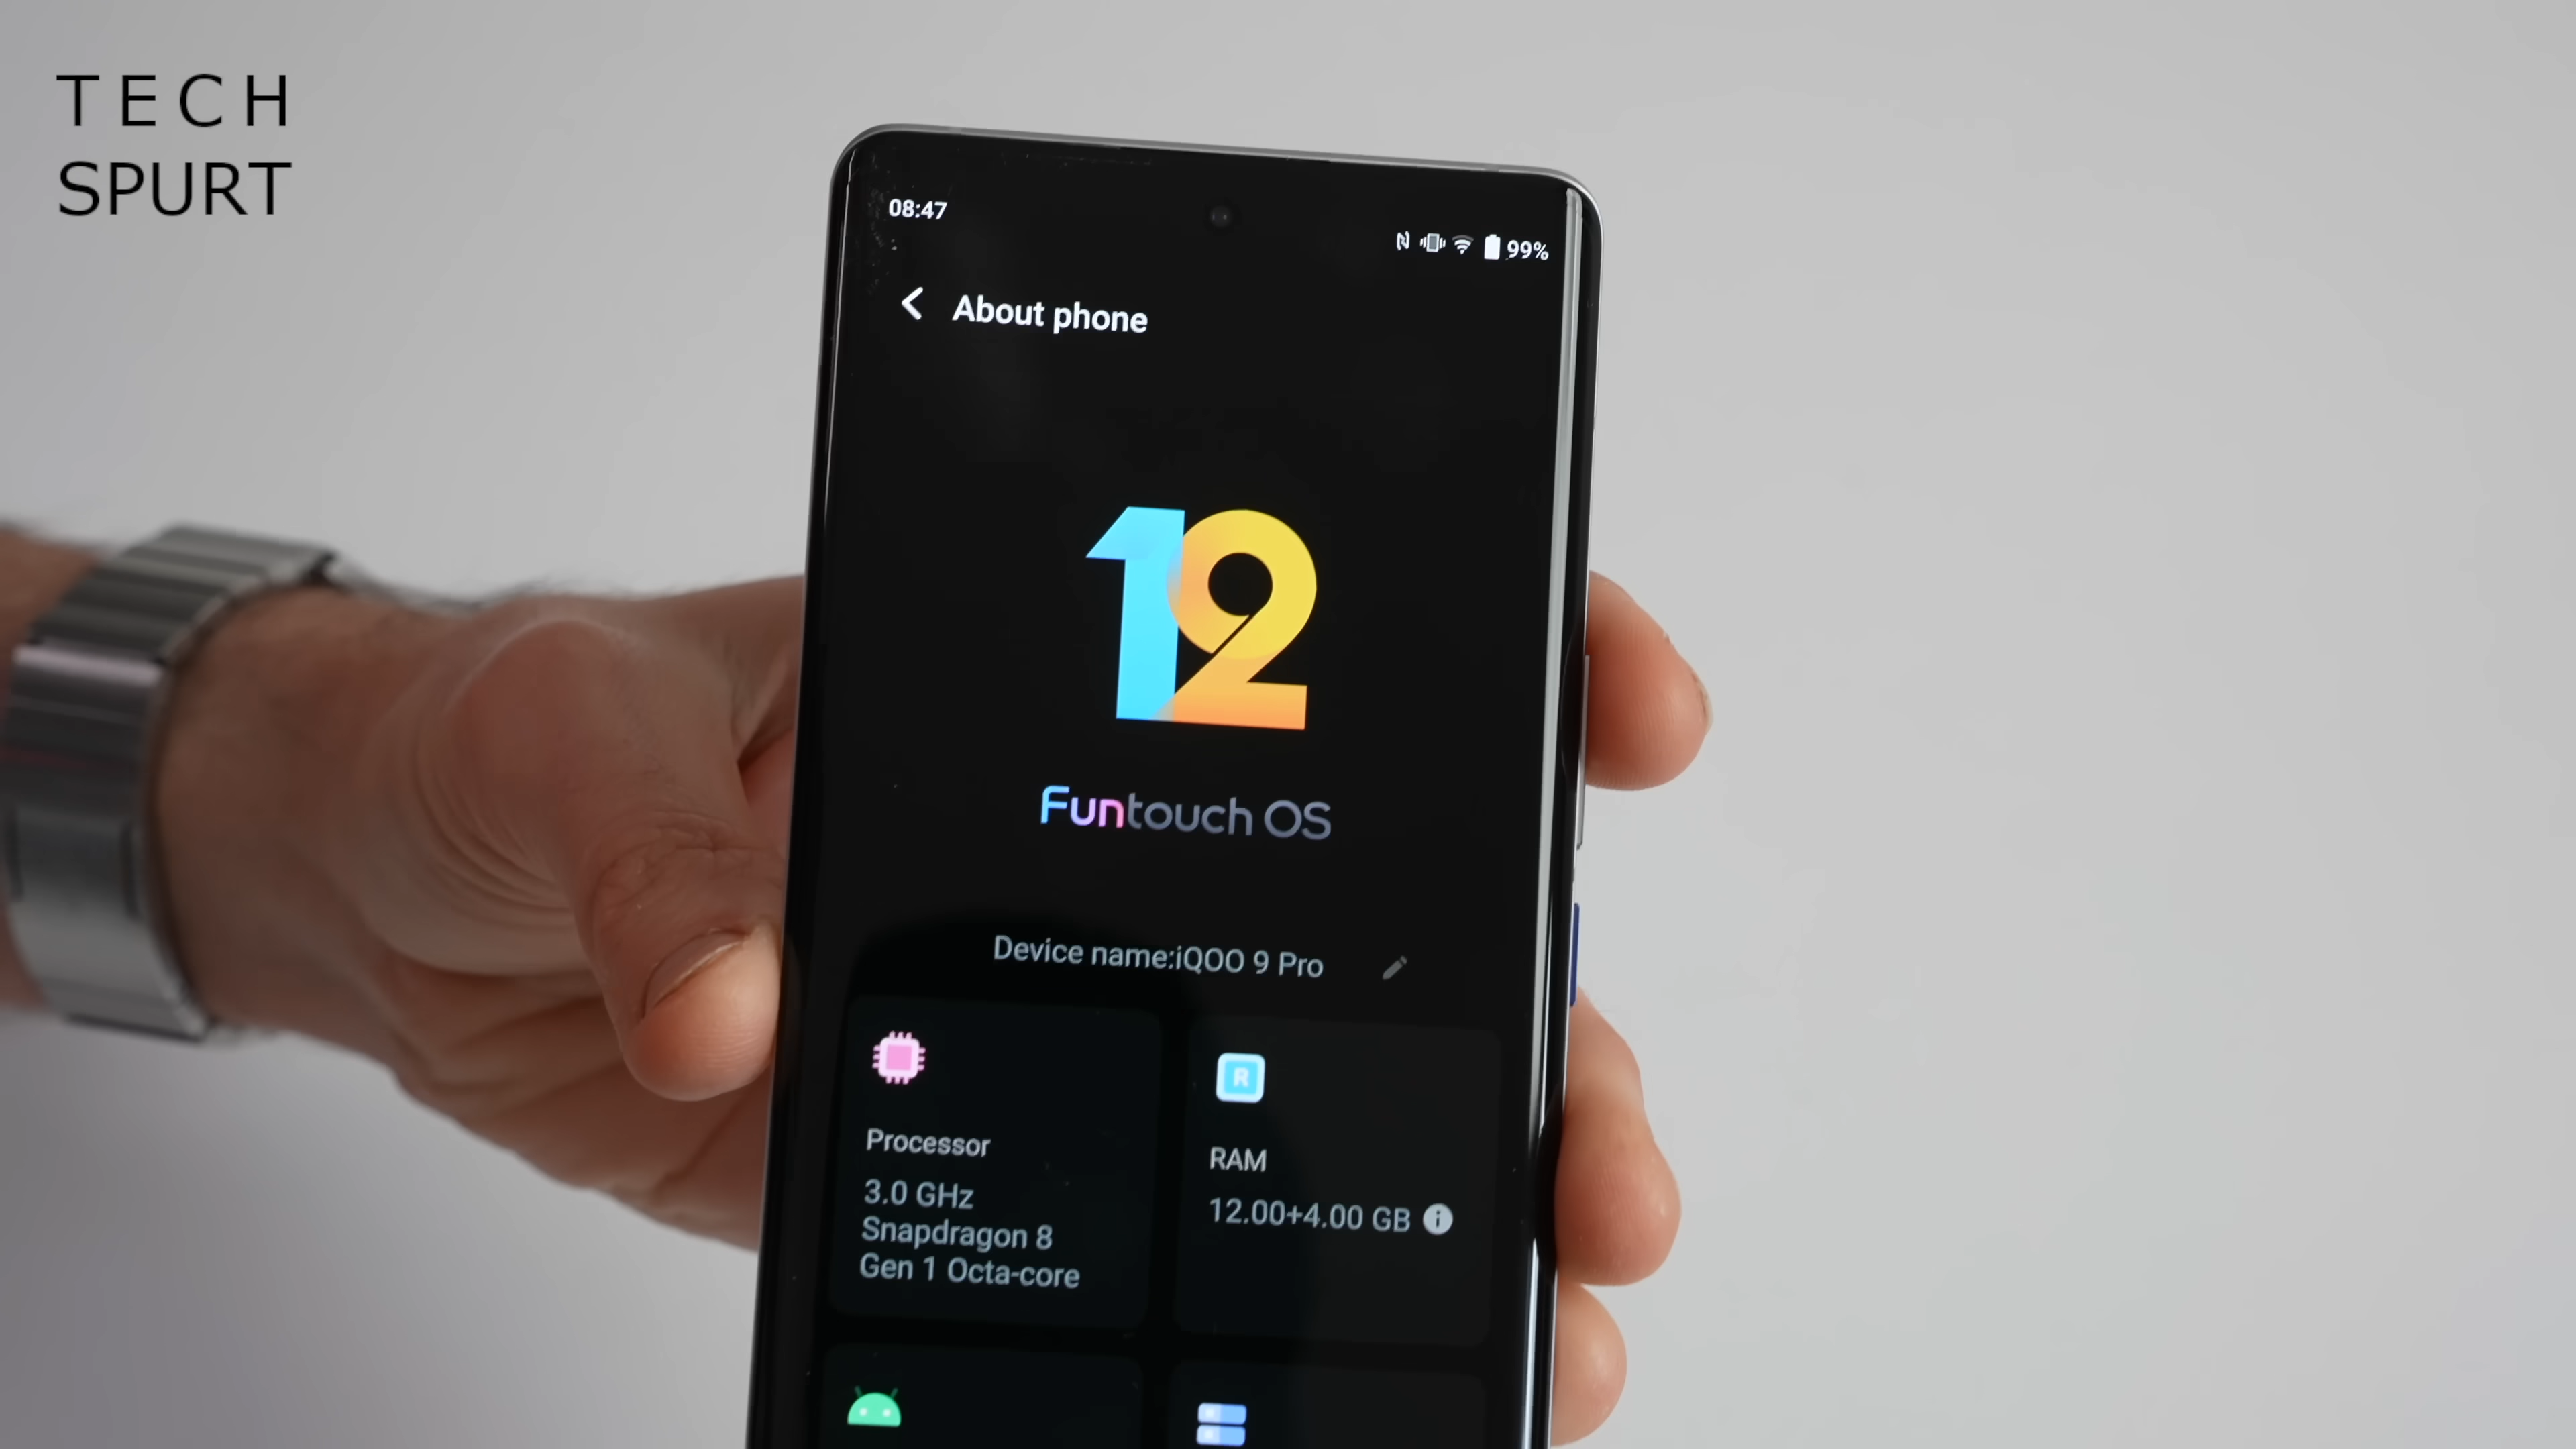 TECH
SPURT
08:47
99%
About phone
12
Funtouch OS
Device name:iQOO 9 Pro
Processor
3.0 GHz
Snapdragon 8
Gen 1 Octa-core
R
RAM
12.00+4.00 GB